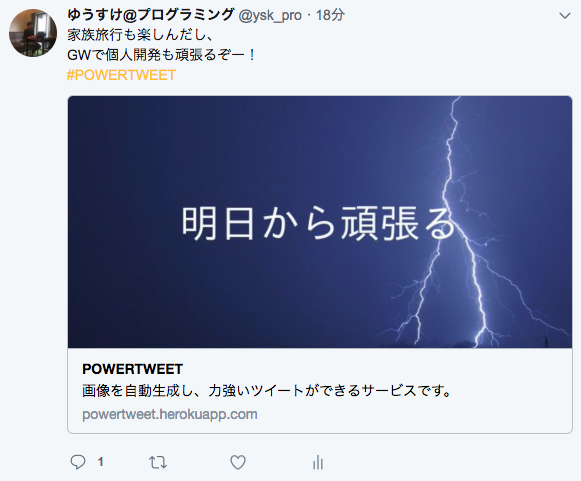 ゆうすけ@プログラミング @ysk_pro · 18分
家族旅行も楽しんだし、
GWで個人開発も頑張るぞー！
#POWERTWEET
明日から頑張る
POWERTWEET
画像を自動生成し、力強いツイートができるサービスです。
powertweet.herokuapp.com
1